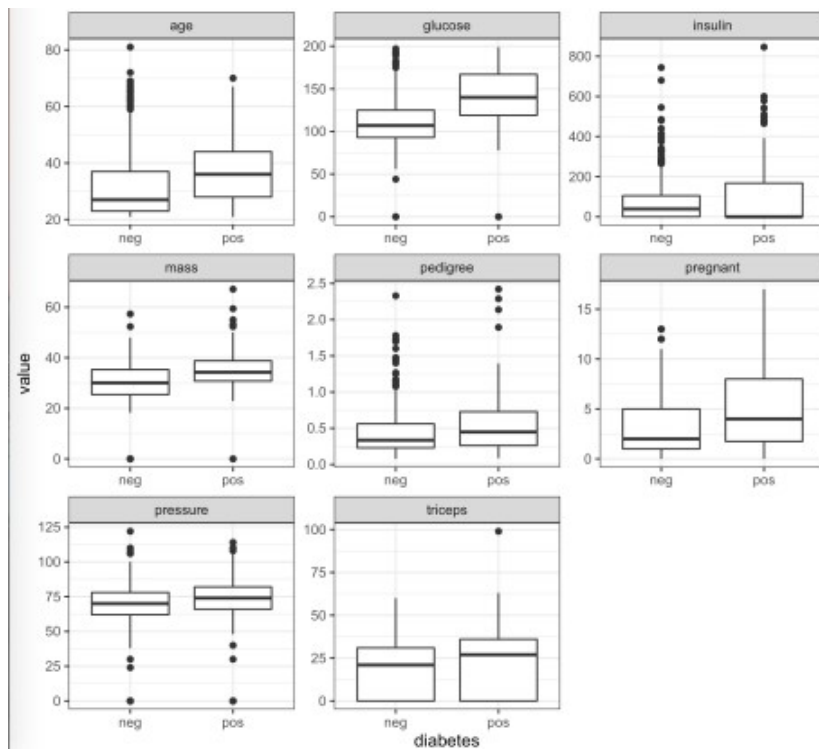 age
glucose
insulin
80
60
40
20
200
150
100
50
0
800
600
400
200
0
neg
pos
neg
pos
neg
pos
mass
pedigree
pregnant
60
40
20
0
2.5
2.0
1.5
1.0
0.5
0.0
15
10
5
0
neg
pos
neg
pos
neg
pos
value
pressure
triceps
125
100
75
50
25
0
100
75
50
25
0
neg
pos
neg
pos
diabetes